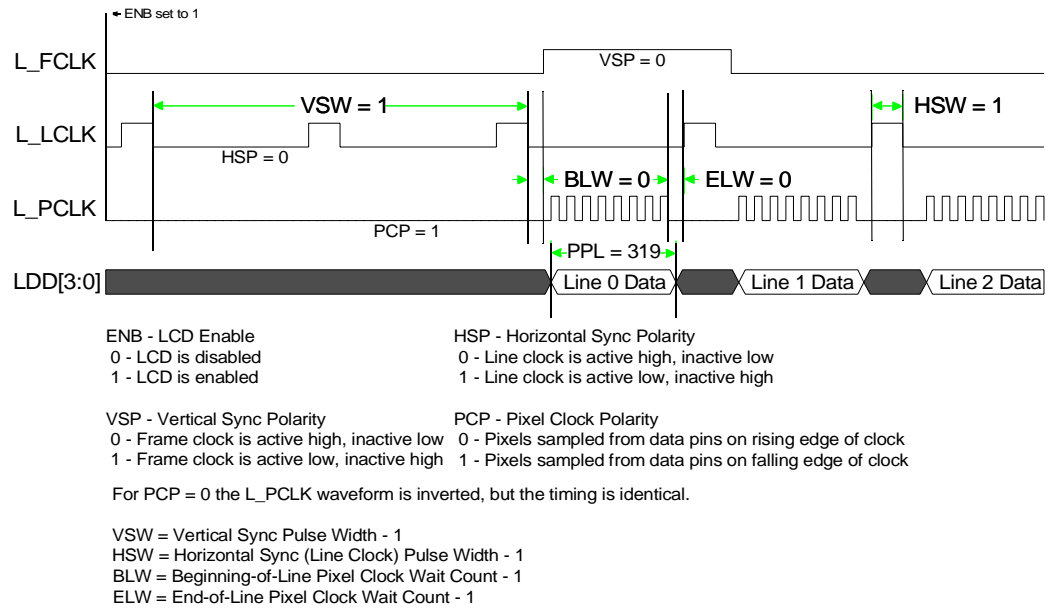 ENB set to 1
L_FCLK
VSP = 0
VSW = 1
HSW = 1
L_LCLK
HSP = 0
BLW = 0
ELW = 0
L_PCLK
PCP = 1
PPL = 319
LDD[3:0]
Line 0 Data
Line 1 Data
Line 2 Data
ENB - LCD Enable
0 - LCD is disabled
1 - LCD is enabled
HSP - Horizontal Sync Polarity
0 - Line clock is active high, inactive low
1 - Line clock is active low, inactive high
VSP - Vertical Sync Polarity
0 - Frame clock is active high, inactive low
1 - Frame clock is active low, inactive high
PCP - Pixel Clock Polarity
0 - Pixels sampled from data pins on rising edge of clock
1 - Pixels sampled from data pins on falling edge of clock
For PCP = 0 the L_PCLK waveform is inverted, but the timing is identical.
VSW = Vertical Sync Pulse Width - 1
HSW = Horizontal Sync (Line Clock) Pulse Width - 1
BLW = Beginning-of-Line Pixel Clock Wait Count - 1
ELW = End-of-Line Pixel Clock Wait Count - 1